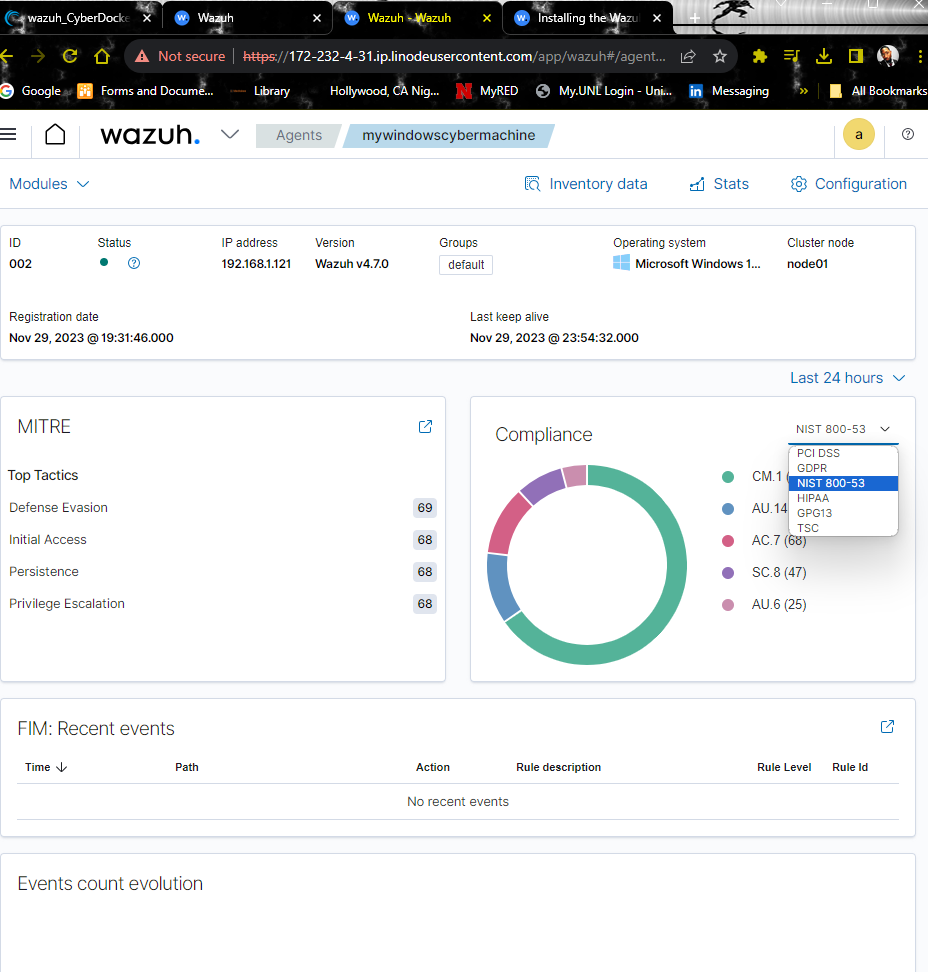 wazuh_CyberDocke
Wazuh
Wazuh - Wazuh
Installing the Wazu
Not secure
https://172-232-4-31.ip.linodeusercontent.com/app/wazuh#/agent...
Google
Forms and Docume...
Library
Hollywood, CA Nig...
MyRED
My.UNL Login - Uni...
in Messaging
»
All Bookmarks
wazuh.
Agents
mywindowscybermachine
a
Modules
Inventory data
Stats
Configuration
ID
Status
IP address
Version
Groups
Operating system
Cluster node
002
192.168.1.121
Wazuh v4.7.0
default
Microsoft Windows 1...
node01
Registration date
Last keep alive
Nov 29, 2023 @ 19:31:46.000
Nov 29, 2023 @ 23:54:32.000
Last 24 hours
MITRE
Top Tactics
Defense Evasion 69
Initial Access 68
Persistence 68
Privilege Escalation 68
Compliance
NIST 800-53
PCI DSS
GDPR
NIST 800-53
HIPAA
GPG13
TSC
CM.1
AU.14
AC.7 (68)
SC.8 (47)
AU.6 (25)
FIM: Recent events
Time
Path
Action
Rule description
Rule Level
Rule Id
No recent events
Events count evolution